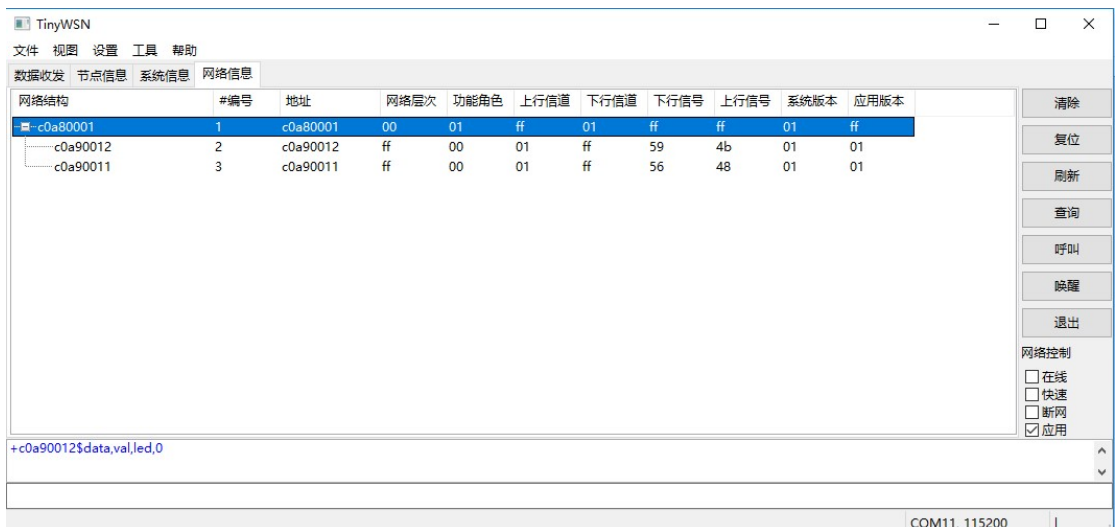 TinyWSN
文件 视图 设置 工具 帮助
数据收发 节点信息 系统信息 网络信息
网络结构 #编号 地址 网络层次 功能角色 上行信道 下行信道 下行信号 上行信号 系统版本 应用版本
c0a80001 1 c0a80001 00 01 ff 01 ff ff 01 ff
c0a90012 2 c0a90012 ff 00 01 ff 59 4b 01 01
c0a90011 3 c0a90011 ff 00 01 ff 56 48 01 01
清除
复位
刷新
查询
呼叫
唤醒
退出
网络控制
在线
快速
断网
应用
+c0a90012$data,val,led,0
COM11, 115200